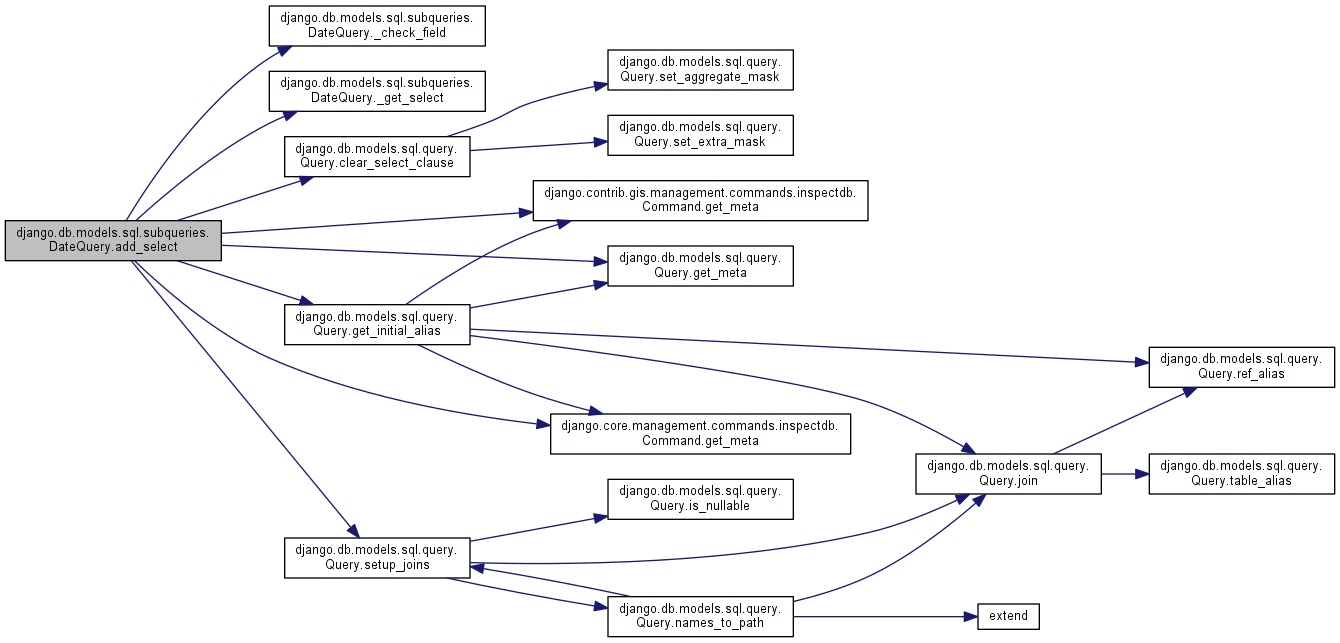 django.db.models.sql.subqueries.
DateQuery._check_field
django.db.models.sql.subqueries.
DateQuery._get_select
django.db.models.sql.query.
Query.clear_select_clause
django.db.models.sql.query.
Query.set_aggregate_mask
django.db.models.sql.query.
Query.set_extra_mask
django.contrib.gis.management.commands.inspectdb.
Command.get_meta
django.db.models.sql.subqueries.
DateQuery.add_select
django.db.models.sql.query.
Query.get_meta
django.db.models.sql.query.
Query.get_initial_alias
django.db.models.sql.query.
Query.ref_alias
django.core.management.commands.inspectdb.
Command.get_meta
django.db.models.sql.query.
Query.join
django.db.models.sql.query.
Query.table_alias
django.db.models.sql.query.
Query.is_nullable
django.db.models.sql.query.
Query.setup_joins
django.db.models.sql.query.
Query.names_to_path
extend